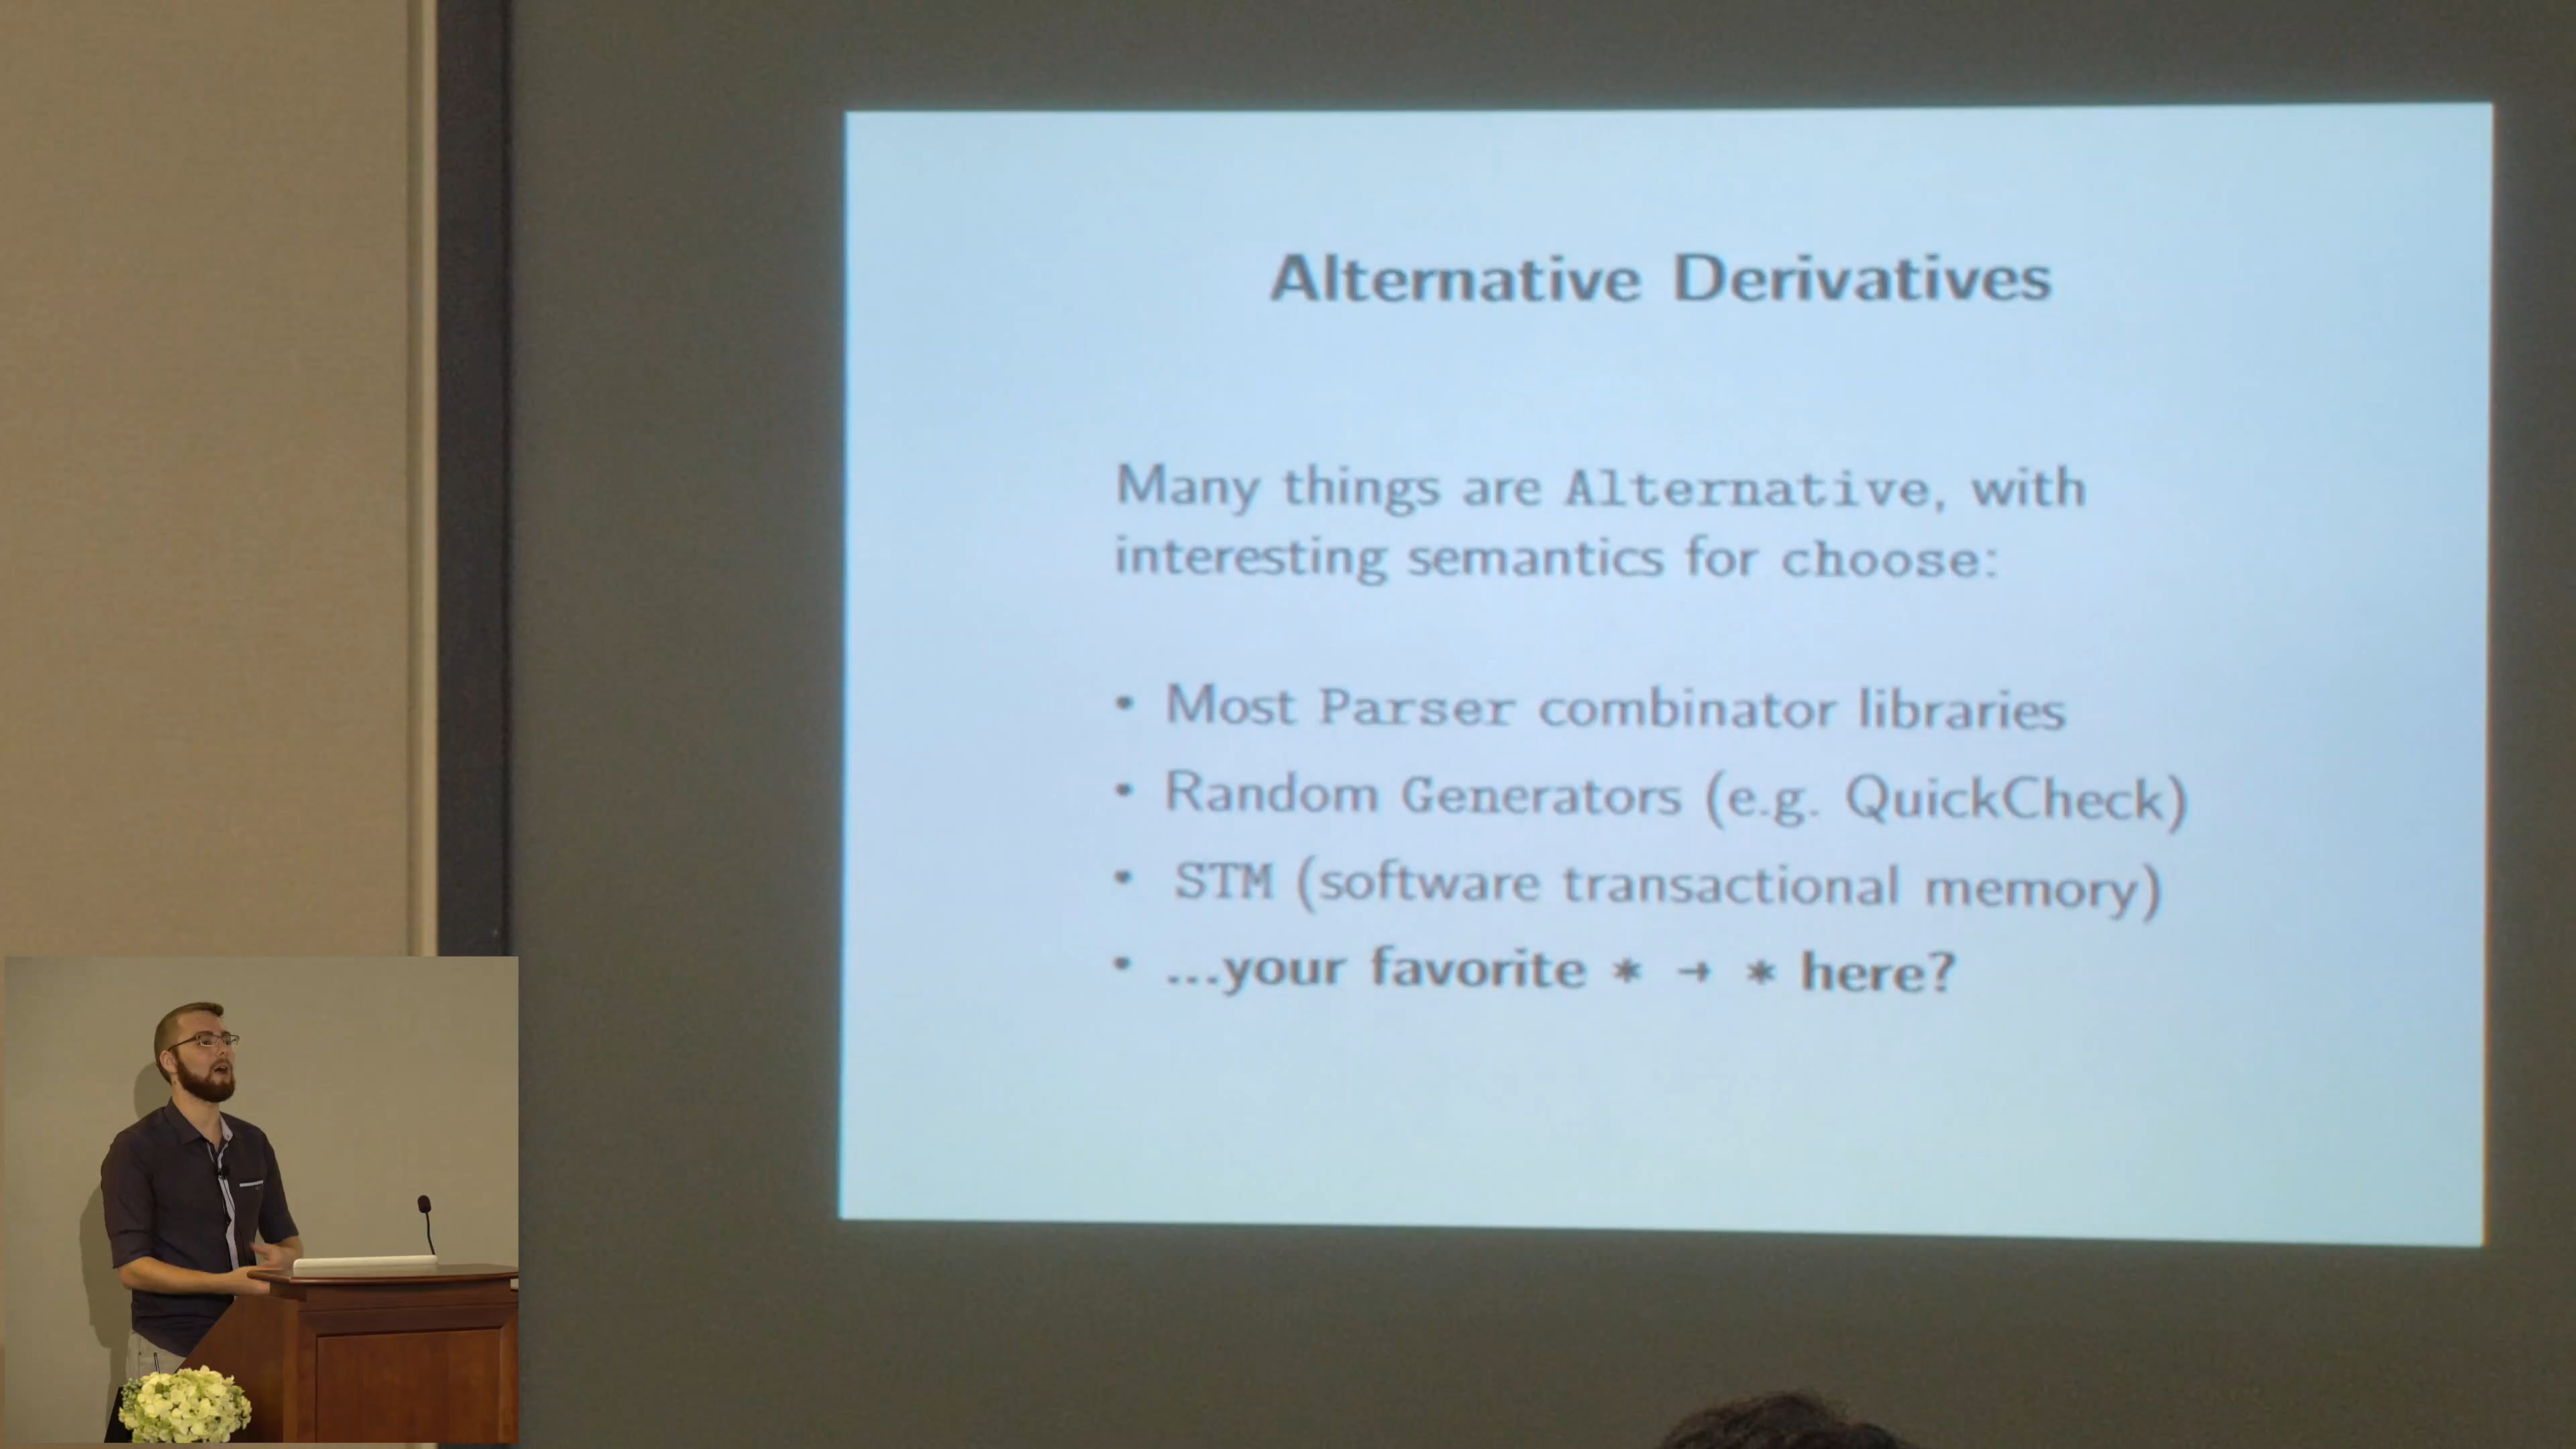 Alternative Derivatives
Many things are Alternative, with
interesting semantics for choose:
• Most Parser combinator libraries
• Random Generators (e.g. QuickCheck)
• STM (software transactional memory)
• ...your favorite * → * here?